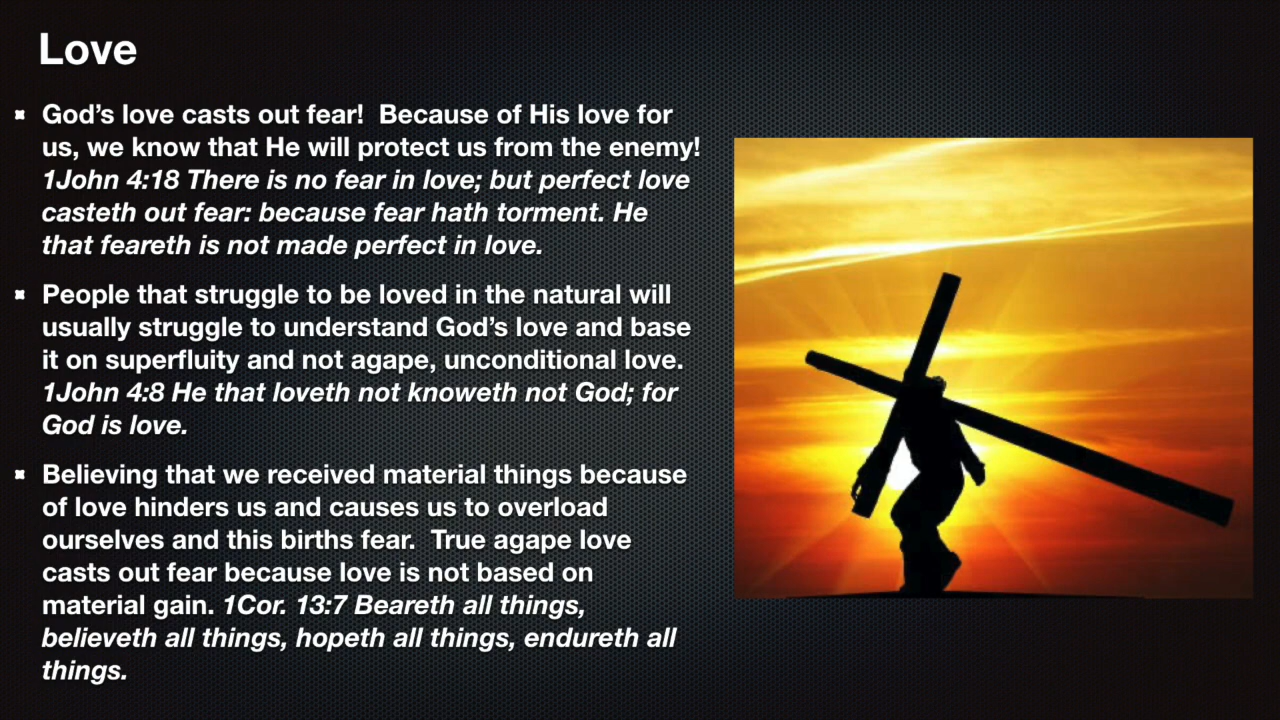 Love
God’s love casts out fear!  Because of His love for
us, we know that He will protect us from the enemy!
1John 4:18 There is no fear in love; but perfect love
casteth out fear: because fear hath torment. He
that feareth is not made perfect in love.
People that struggle to be loved in the natural will
usually struggle to understand God’s love and base
it on superfluity and not agape, unconditional love.
1John 4:8 He that loveth not knoweth not God; for
God is love.
Believing that we received material things because
of love hinders us and causes us to overload
ourselves and this births fear.  True agape love
casts out fear because love is not based on
material gain. 1Cor. 13:7 Beareth all things,
believeth all things, hopeth all things, endureth all
things.